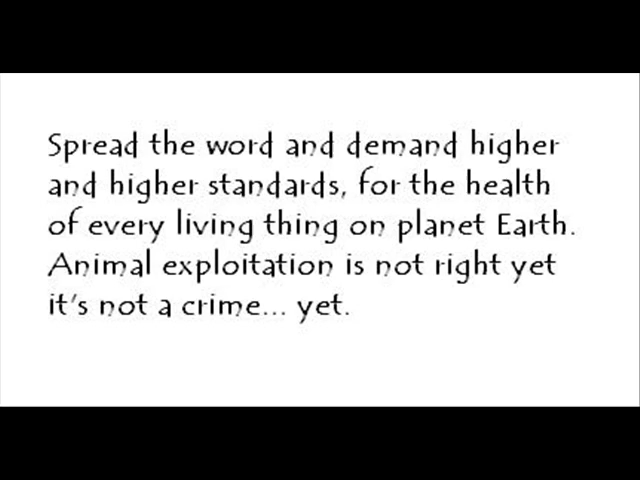 Spread the word and demand higher
and higher standards, for the health
of every living thing on planet Earth.
Animal exploitation is not right yet
it's not a crime... yet.